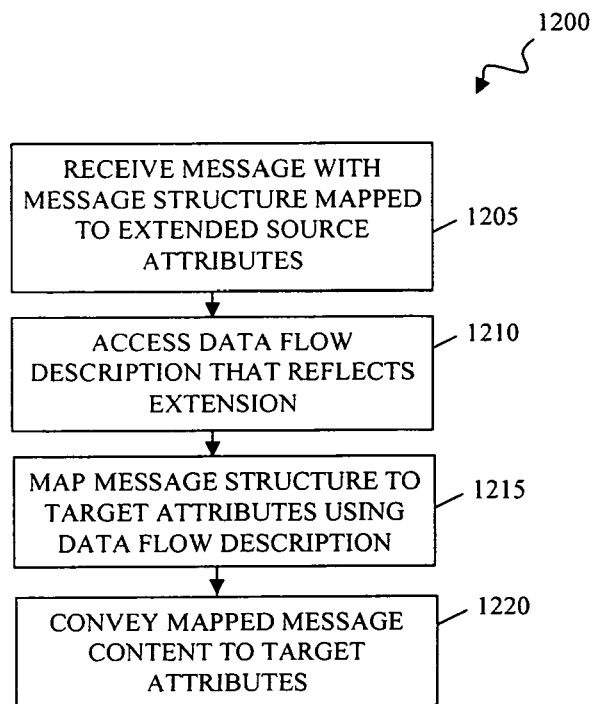 1200
RECEIVE MESSAGE WITH
MESSAGE STRUCTURE MAPPED
TO EXTENDED SOURCE
ATTRIBUTES
1205
ACCESS DATA FLOW
DESCRIPTION THAT REFLECTS
EXTENSION
1210
MAP MESSAGE STRUCTURE TO
TARGET ATTRIBUTES USING
DATA FLOW DESCRIPTION
1215
CONVEY MAPPED MESSAGE
CONTENT TO TARGET
ATTRIBUTES
1220